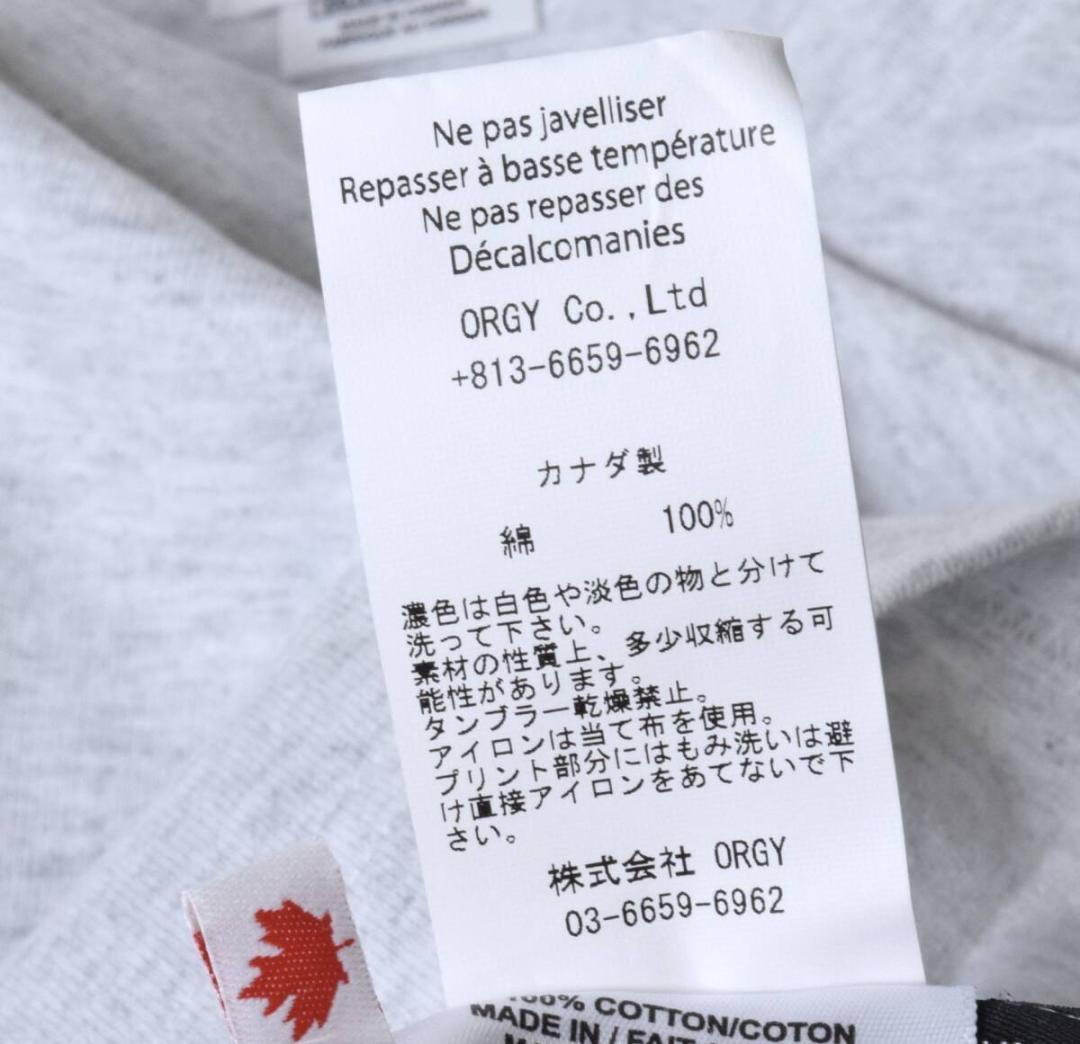 Ne pas javelliser
Repasser à basse température
Ne pas repasser des
Décalcomanies
ORGY Co.,Ltd
+813-6659-6962
カナダ製
綿 100%
濃色は白色や淡色の物と分けて
洗って下さい。
素材の性質上、多少収縮する可
能性があります。
タンブラー乾燥禁止。
アイロンは当て布を使用。
プリント部分にはもみ洗いは避
け直接アイロンをあてないで下
さい。
株式会社 ORGY
03-6659-6962
100% COTTON/COTON
MADE IN / FAIT